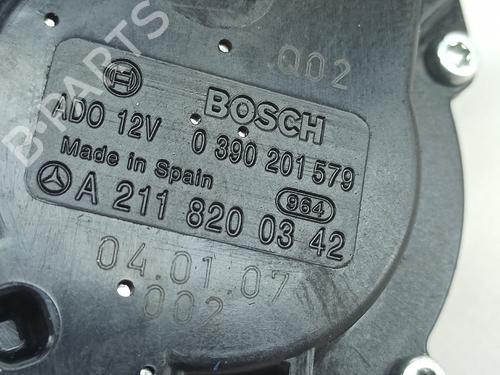 002
BOSCH
ADO 12V 0 390 201 579
Made in Spain 964
A 211 820 03 42
04.01.07
002
B-PARTS